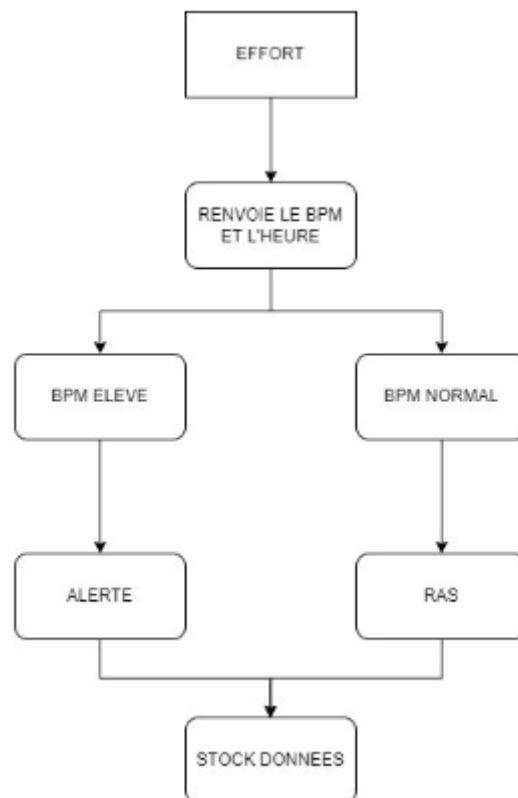 EFFORT
RENVOIE LE BPM
ET L'HEURE
BPM ELEVE
BPM NORMAL
ALERTE
RAS
STOCK DONNEES